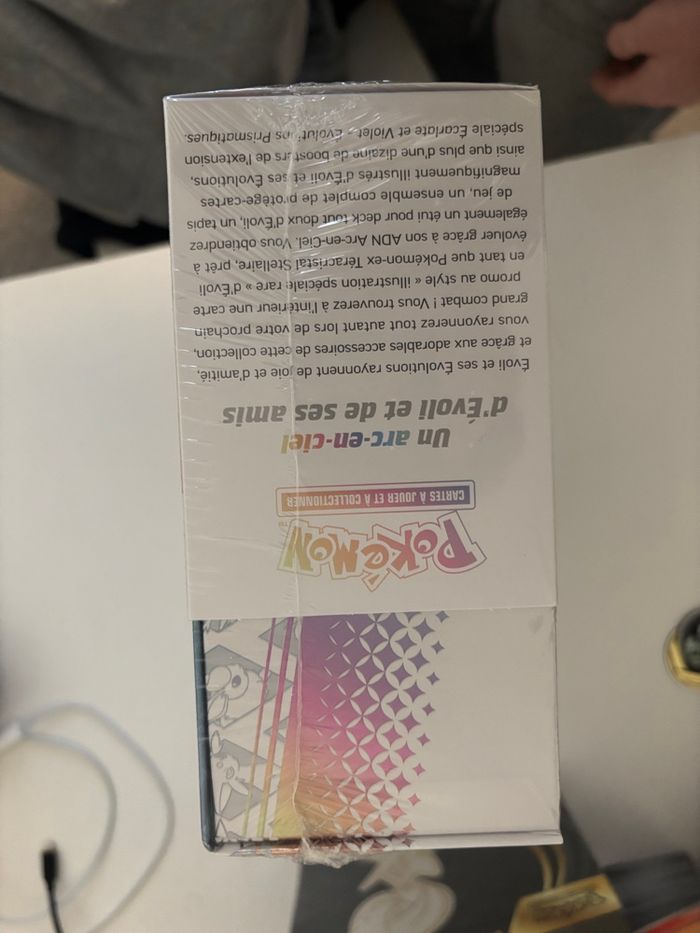 POKÉMON
TM
CARTES À JOUER ET À COLLECTIONNER
Un arc-en-ciel
d'Évoli et de ses amis
Évoli et ses Évolutions rayonnent de joie et d'amitié,
et grâce aux adorables accessoires de cette collection,
vous rayonnerez tout autant lors de votre prochain
grand combat ! Vous trouverez à l'intérieur une carte
promo au style « illustration spéciale rare » d'Évoli
en tant que Pokémon-ex Téracristal Stellaire, prêt à
évoluer grâce à son ADN Arc-en-Ciel. Vous obtiendrez
également un étui pour deck tout doux d'Évoli, un tapis
de jeu, un ensemble complet de protège-cartes
magnifiquement illustrés d'Évoli et ses Évolutions,
ainsi que plus d'une dizaine de boosters de l'extension
spéciale Écarlate et Violet – Évolutions Prismatiques.